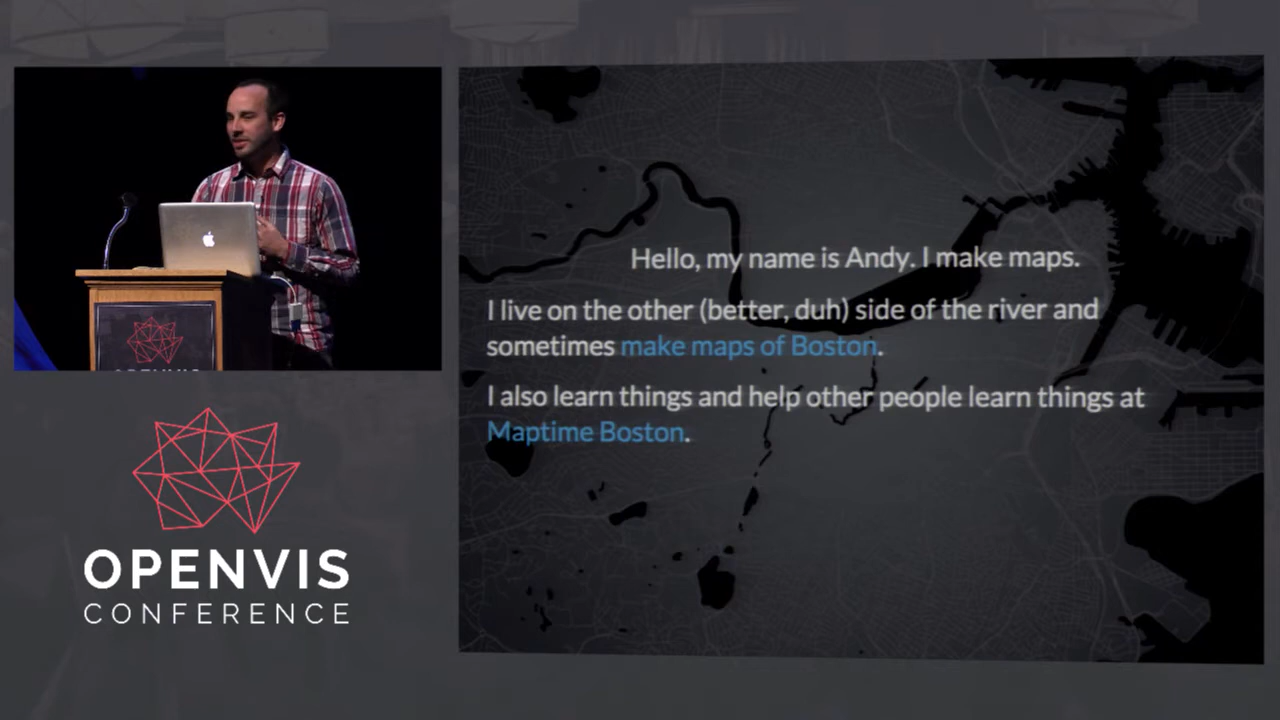 Hello, my name is Andy. I make maps.
I live on the other (better, duh) side of the river and
sometimes make maps of Boston.
I also learn things and help other people learn things at
Maptime Boston.
OPENVIS
OPENVIS
CONFERENCE